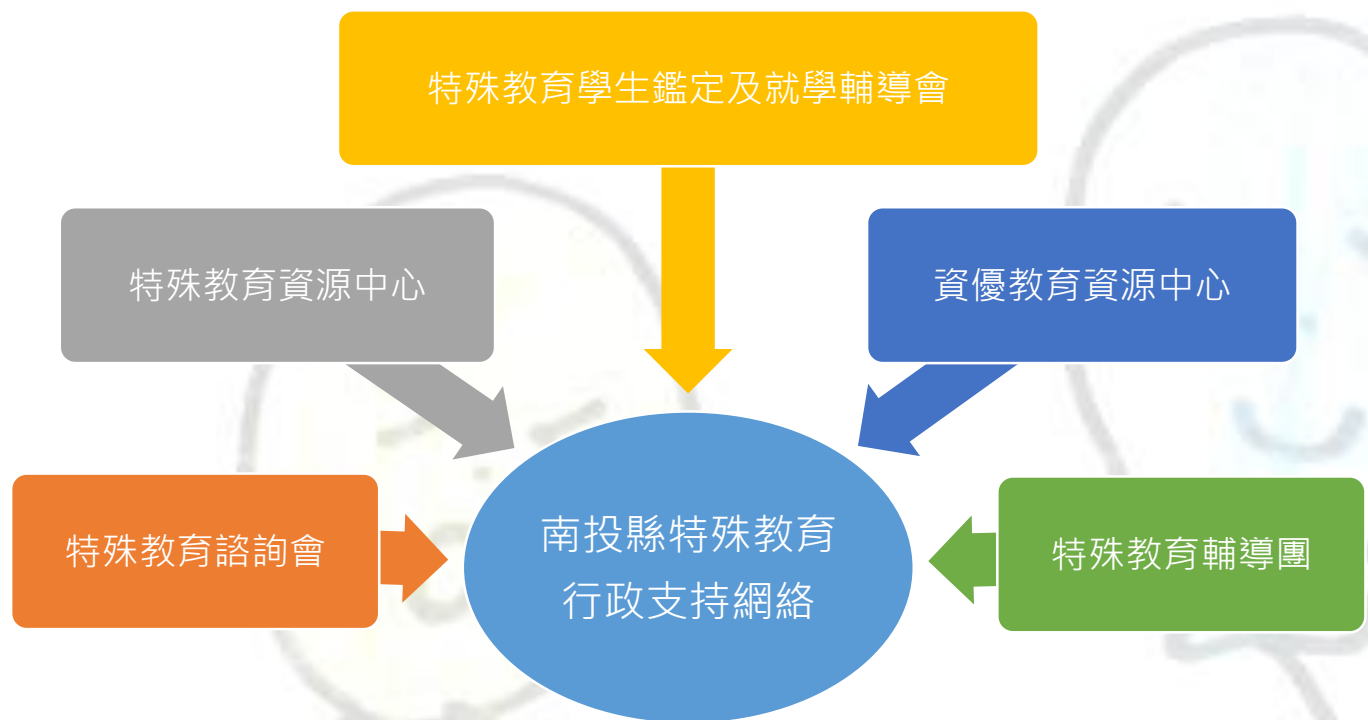 特殊教育學生鑑定及就學輔導會
特殊教育資源中心
資優教育資源中心
特殊教育諮詢會
南投縣特殊教育
行政支持網絡
特殊教育輔導團